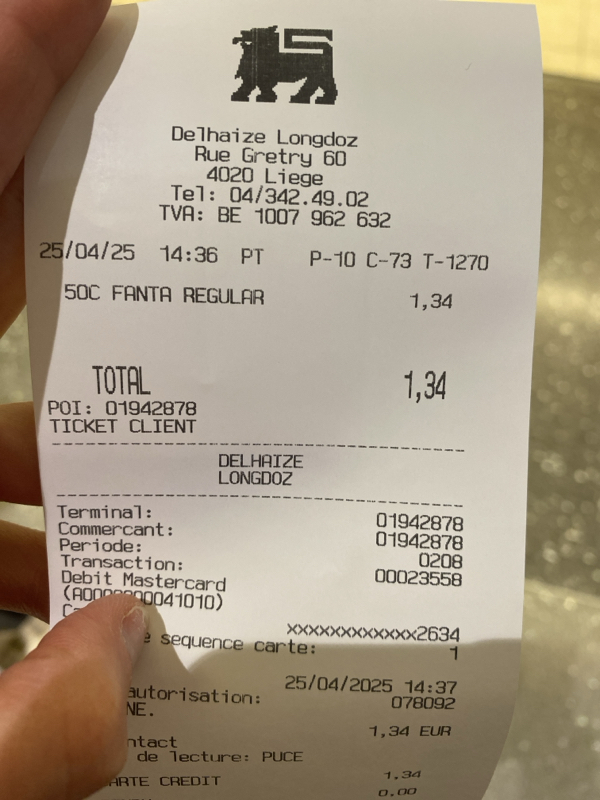 Delhaize Longdoz
Rue Gretry 60
4020 Liege
Tel: 04/342.49.02
TVA: BE 1007 962 632
25/04/25 14:36 PT P-10 C-73 T-1270
50C FANTA REGULAR 1,34
TOTAL 1,34
POI: 01942878
TICKET CLIENT
DELHAIZE
LONGDOZ
Terminal: 01942878
Commercant: 01942878
Periode: 0208
Transaction: 00023558
Debit Mastercard
xxxxxxxxxxxx2634
sequence carte: 1
25/04/2025 14:37
autorisation: 078092
NE.
1,34 EUR
ntact
de lecture: PUCE
ARTE CREDIT 1,34
0.00